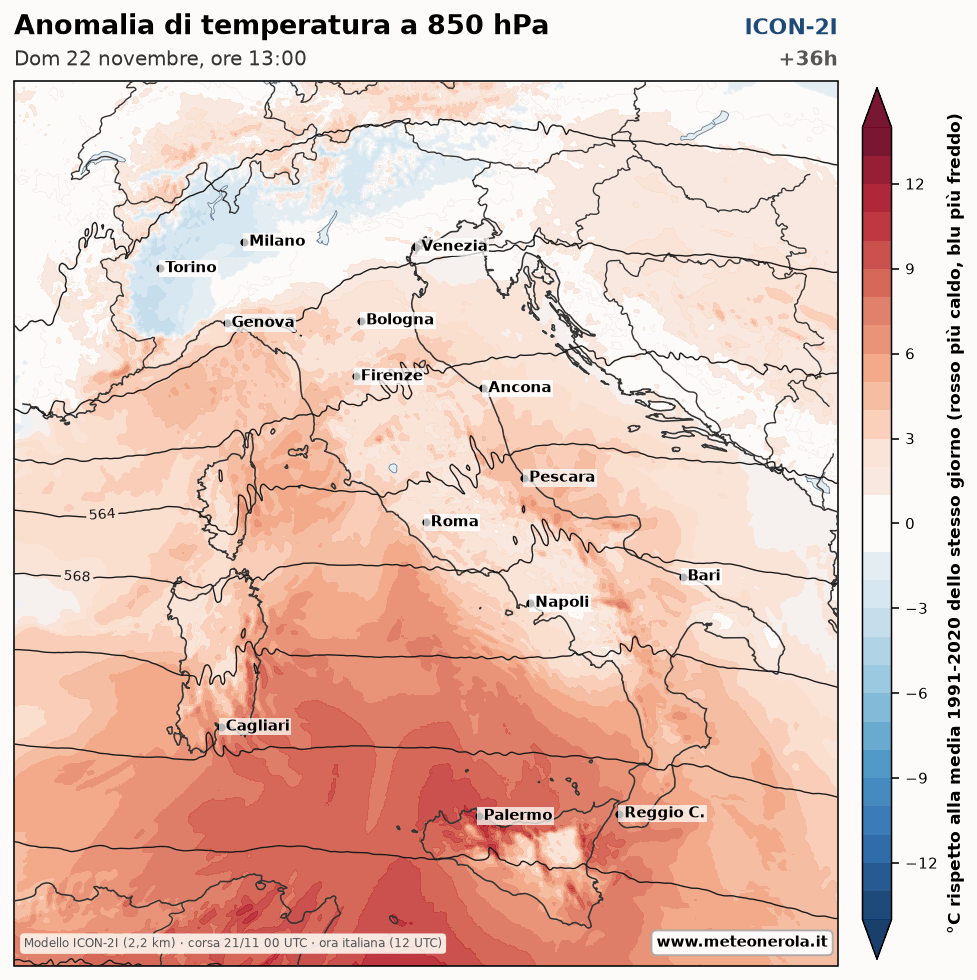 Anomalia di temperatura a 850 hPa
ICON-2I
Dom 22 novembre, ore 13:00
+36h
Milano
Venezia
Torino
Genova
Bologna
Firenze
Ancona
Pescara
564
Roma
568
Bari
Napoli
Cagliari
Palermo
Reggio C.
Modello ICON-2I (2,2 km) · corsa 21/11 00 UTC · ora italiana (12 UTC)
www.meteonerola.it
12
9
6
3
0
−3
−6
−9
−12
°C rispetto alla media 1991-2020 dello stesso giorno (rosso più caldo, blu più freddo)